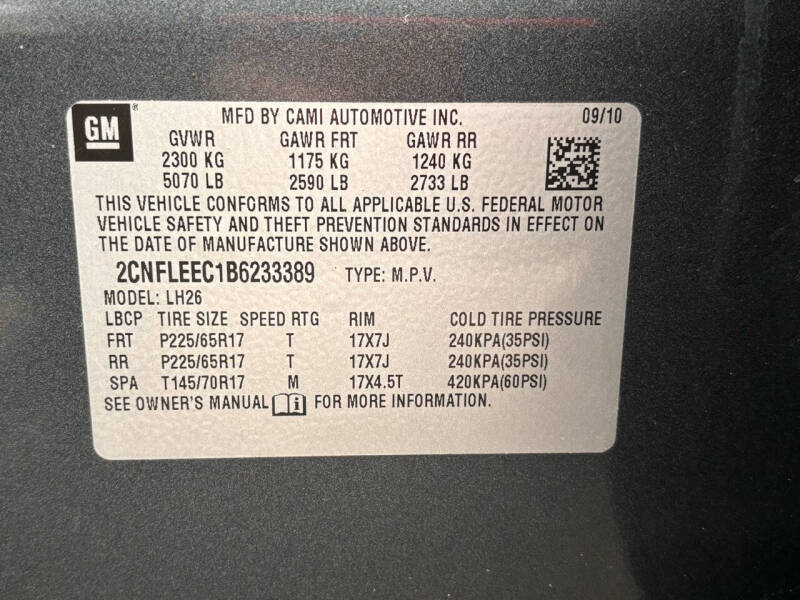 GM ® MFD BY CAMI AUTOMOTIVE INC. 09/10
GVWR GAWR FRT GAWR RR
2300 KG 1175 KG 1240 KG
5070 LB 2590 LB 2733 LB
THIS VEHICLE CONFORMS TO ALL APPLICABLE U.S. FEDERAL MOTOR
VEHICLE SAFETY AND THEFT PREVENTION STANDARDS IN EFFECT ON
THE DATE OF MANUFACTURE SHOWN ABOVE.
2CNFLEEC1B6233389 TYPE: M.P.V.
MODEL: LH26
LBCP TIRE SIZE SPEED RTG RIM COLD TIRE PRESSURE
FRT P225/65R17 T 17X7J 240KPA(35PSI)
RR P225/65R17 T 17X7J 240KPA(35PSI)
SPA T145/70R17 M 17X4.5T 420KPA(60PSI)
SEE OWNER'S MANUAL i FOR MORE INFORMATION.